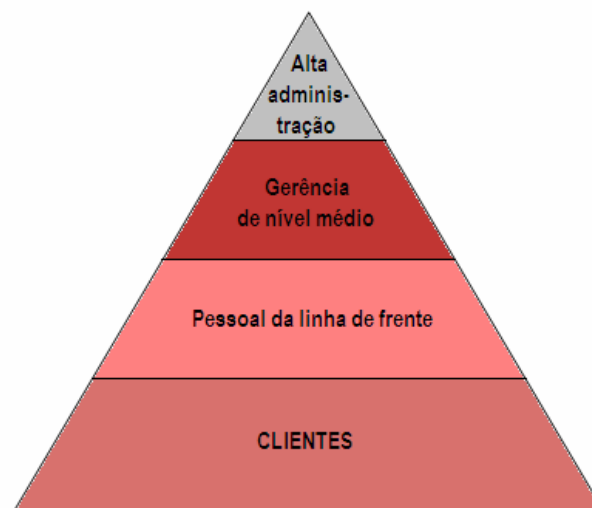 Alta
adminis-
tração
Gerência
de nível médio
Pessoal da linha de frente
CLIENTES